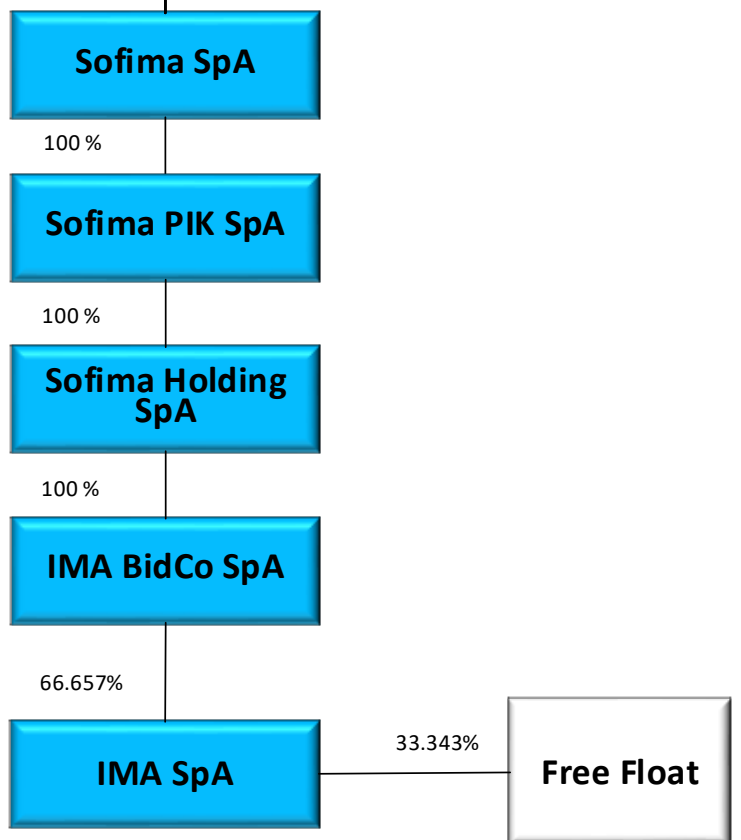 Sofima SpA
100 %
Sofima PIK SpA
100 %
Sofima Holding
SpA
100 %
IMA BidCo SpA
66.657%
33.343%
IMA SpA
Free Float